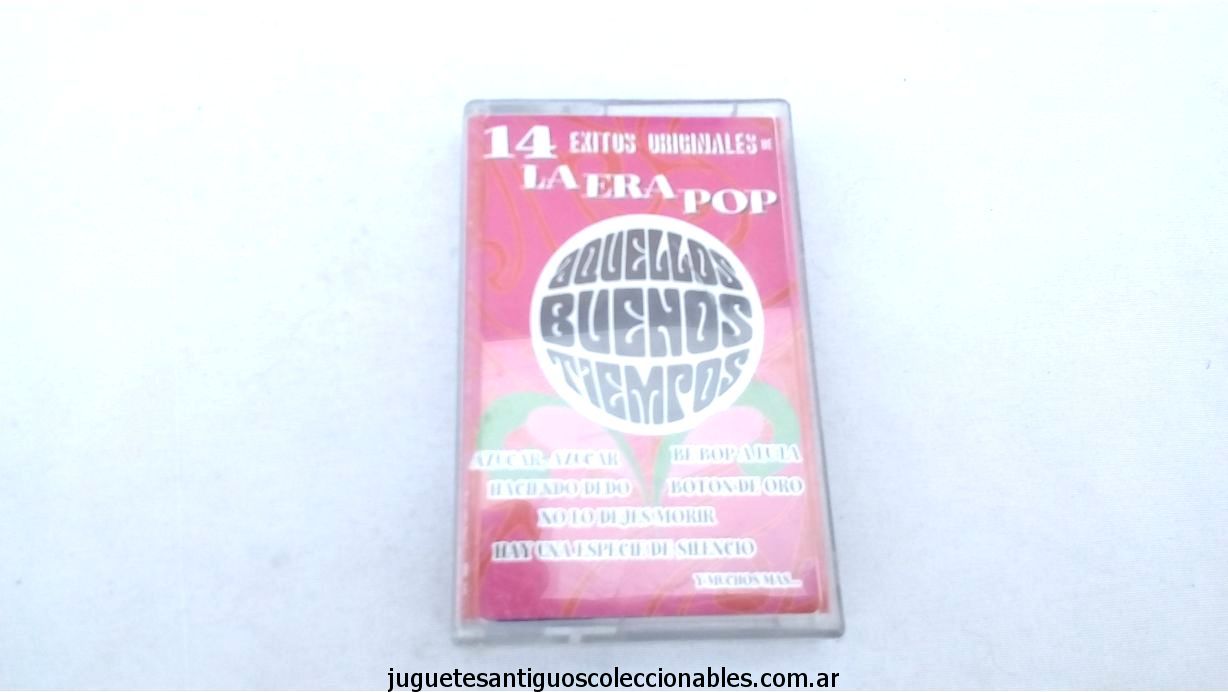 14 EXITOS ORIGINALES DE
LA ERA POP
aQUELLOS
BUENOS
TIEMPOS
AZUCAR, AZUCAR BE BOP A LULA
HACIENDO DEDO BOTON DE ORO
NO LO DEJES MORIR
HAY UNA ESPECIE DE SILENCIO
Y MUCHOS MAS...
juguetesantiguoscoleccionables.com.ar